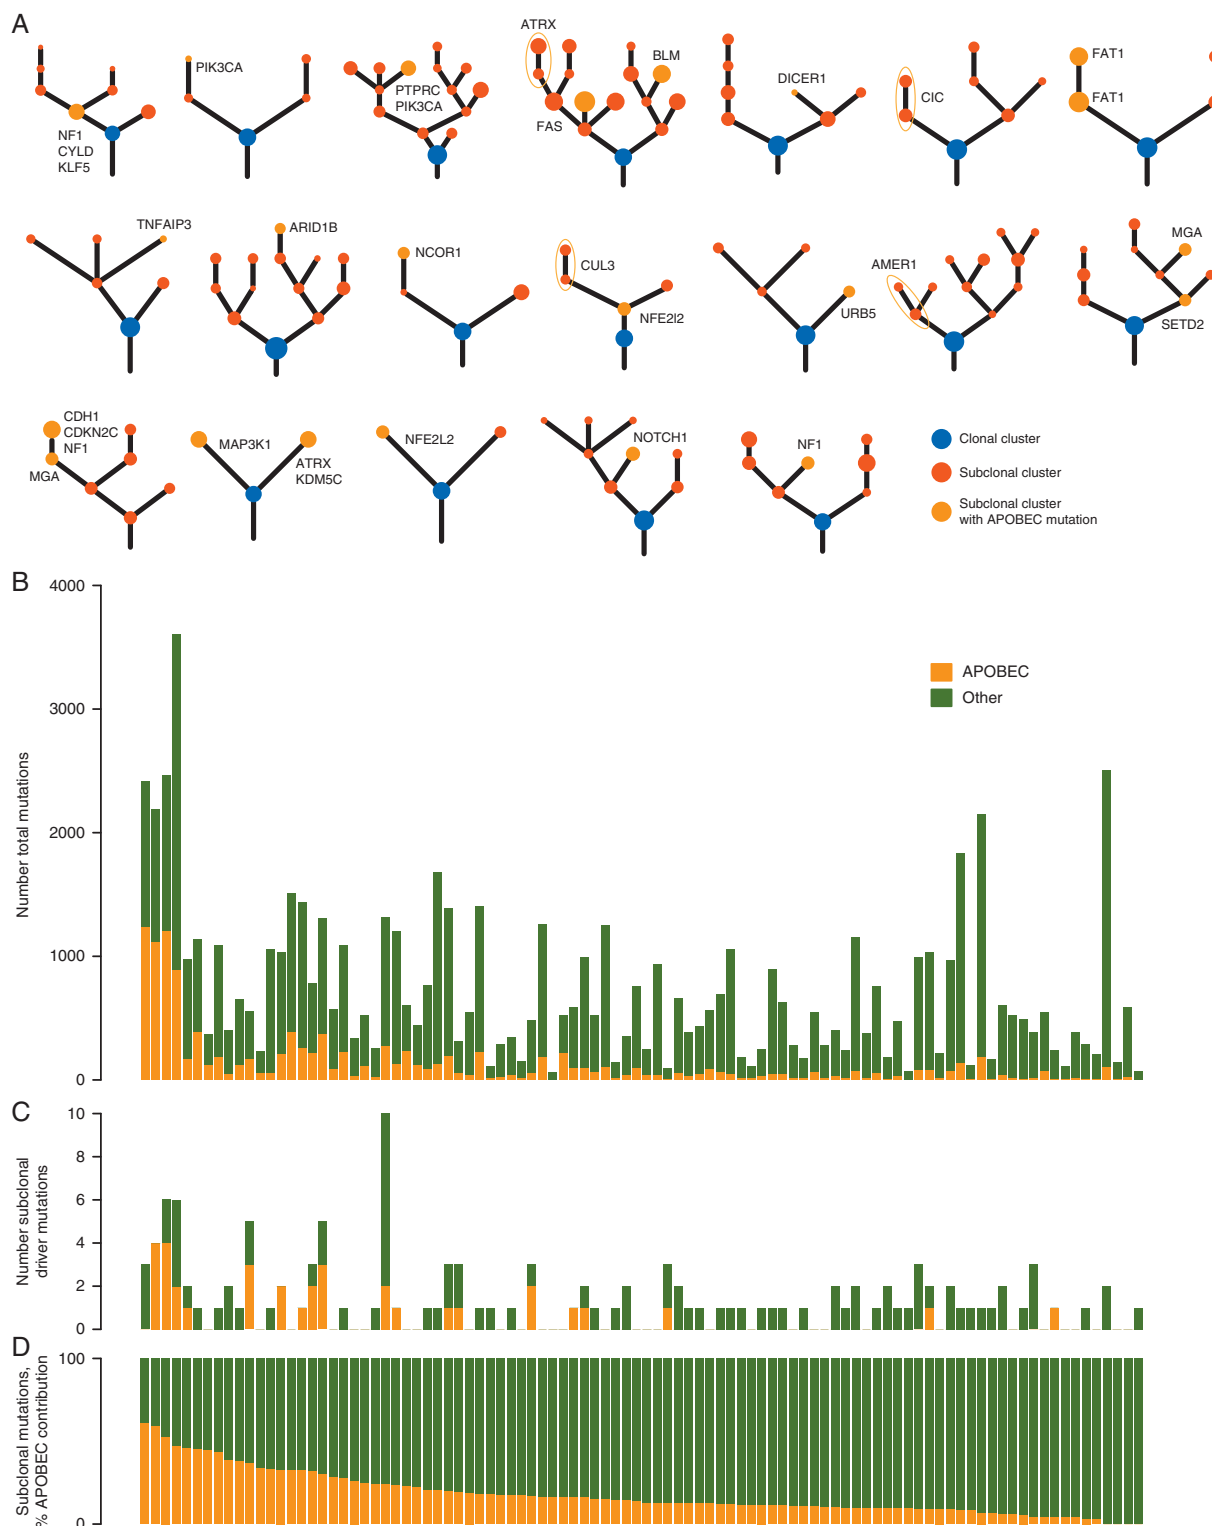 A
ATRX
BLM
PIK3CA
PTPRC
PIK3CA
DICER1
CIC
FAT1
FAT1
FAS
NF1
CYLD
KLF5
TNFAIP3
ARID1B
NCOR1
CUL3
NFE2I2
URB5
AMER1
MGA
SETD2
CDH1
CDKN2C
NF1
MGA
MAP3K1
ATRX
KDM5C
NFE2L2
NOTCH1
NF1
Clonal cluster
Subclonal cluster
Subclonal cluster
with APOBEC mutation
B
4000
3000
2000
1000
0
Number total mutations
APOBEC
Other
C
10
8
6
4
2
0
Number subclonal
driver mutations
D
100
0
Subclonal mutations,
% APOBEC contribution